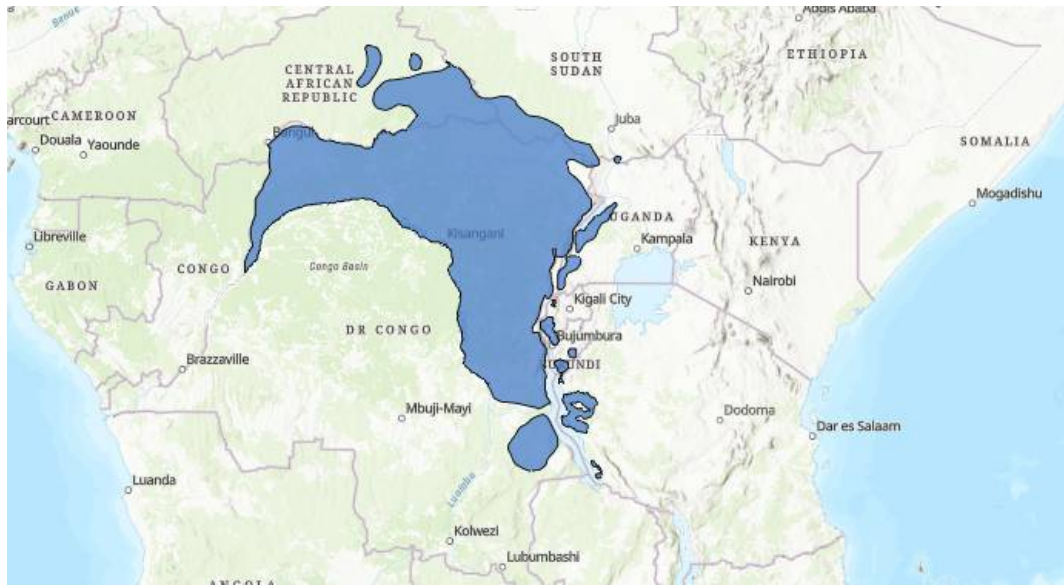 Benue
Addis Ababa
SOUTH
SUDAN
ETHIOPIA
CENTRAL
AFRICAN
REPUBLIC
CAMEROON
arcourt
Douala
Yaounde
Bangui
Juba
SOMALIA
Mogadishu
UGANDA
Kampala
KENYA
Libreville
Kisangani
CONGO
Congo Basin
GABON
Nairobi
Kigali City
DR CONGO
Bujumbura
Brazzaville
Mbuji-Mayi
Dodoma
Dar es Salaam
Luanda
Kolwezi
Lubumbashi
ANGOLA